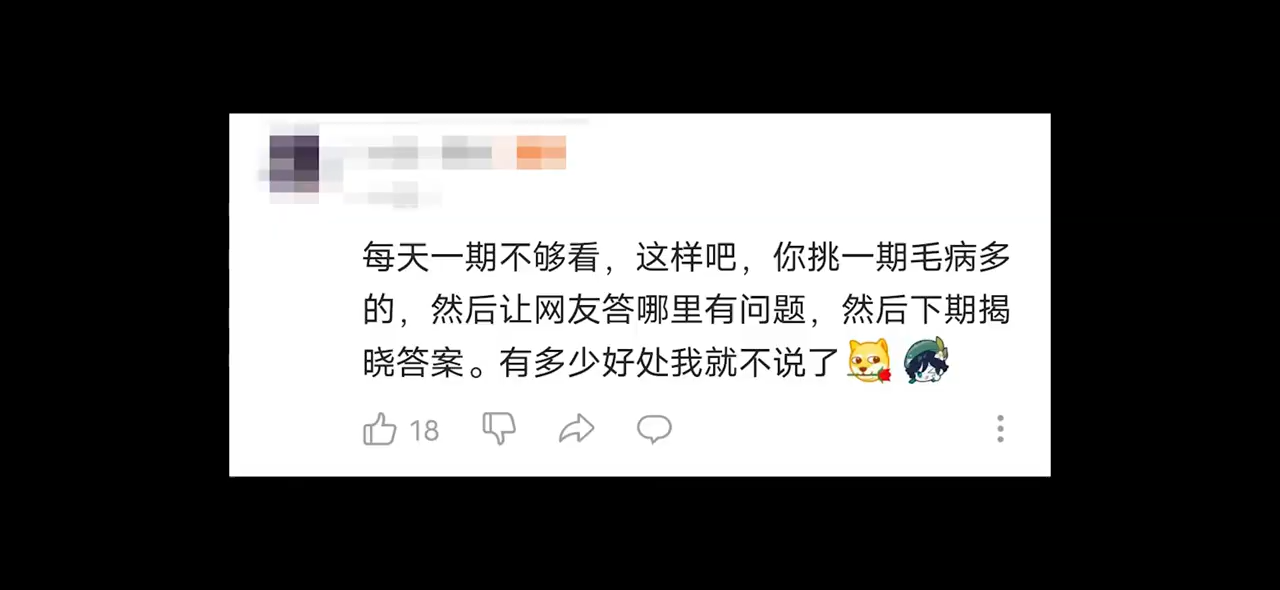 每天一期不够看，这样吧，你挑一期毛病多
的，然后让网友答哪里有问题，然后下期揭
晓答案。有多少好处我就不说了
18